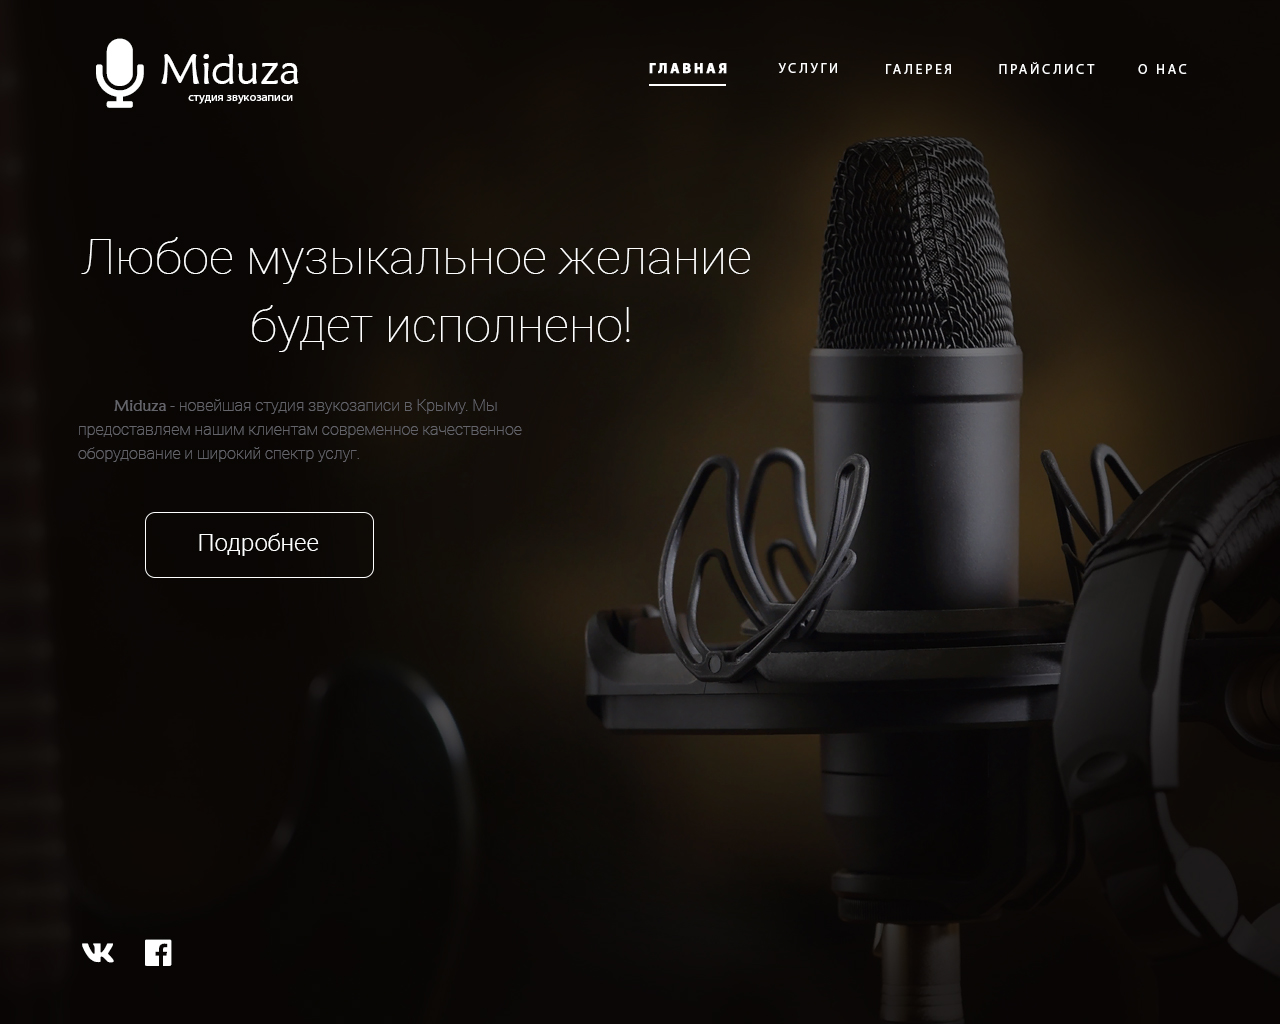 Miduza
студия звукозаписи
ГЛАВНАЯ УСЛУГИ ГАЛЕРЕЯ ПРАЙСЛИСТ О НАС
Любое музыкальное желание
будет исполнено!
Miduza - новейшая студия звукозаписи в Крыму. Мы
предоставляем нашим клиентам современное качественное
оборудование и широкий спектр услуг.
Подробнее